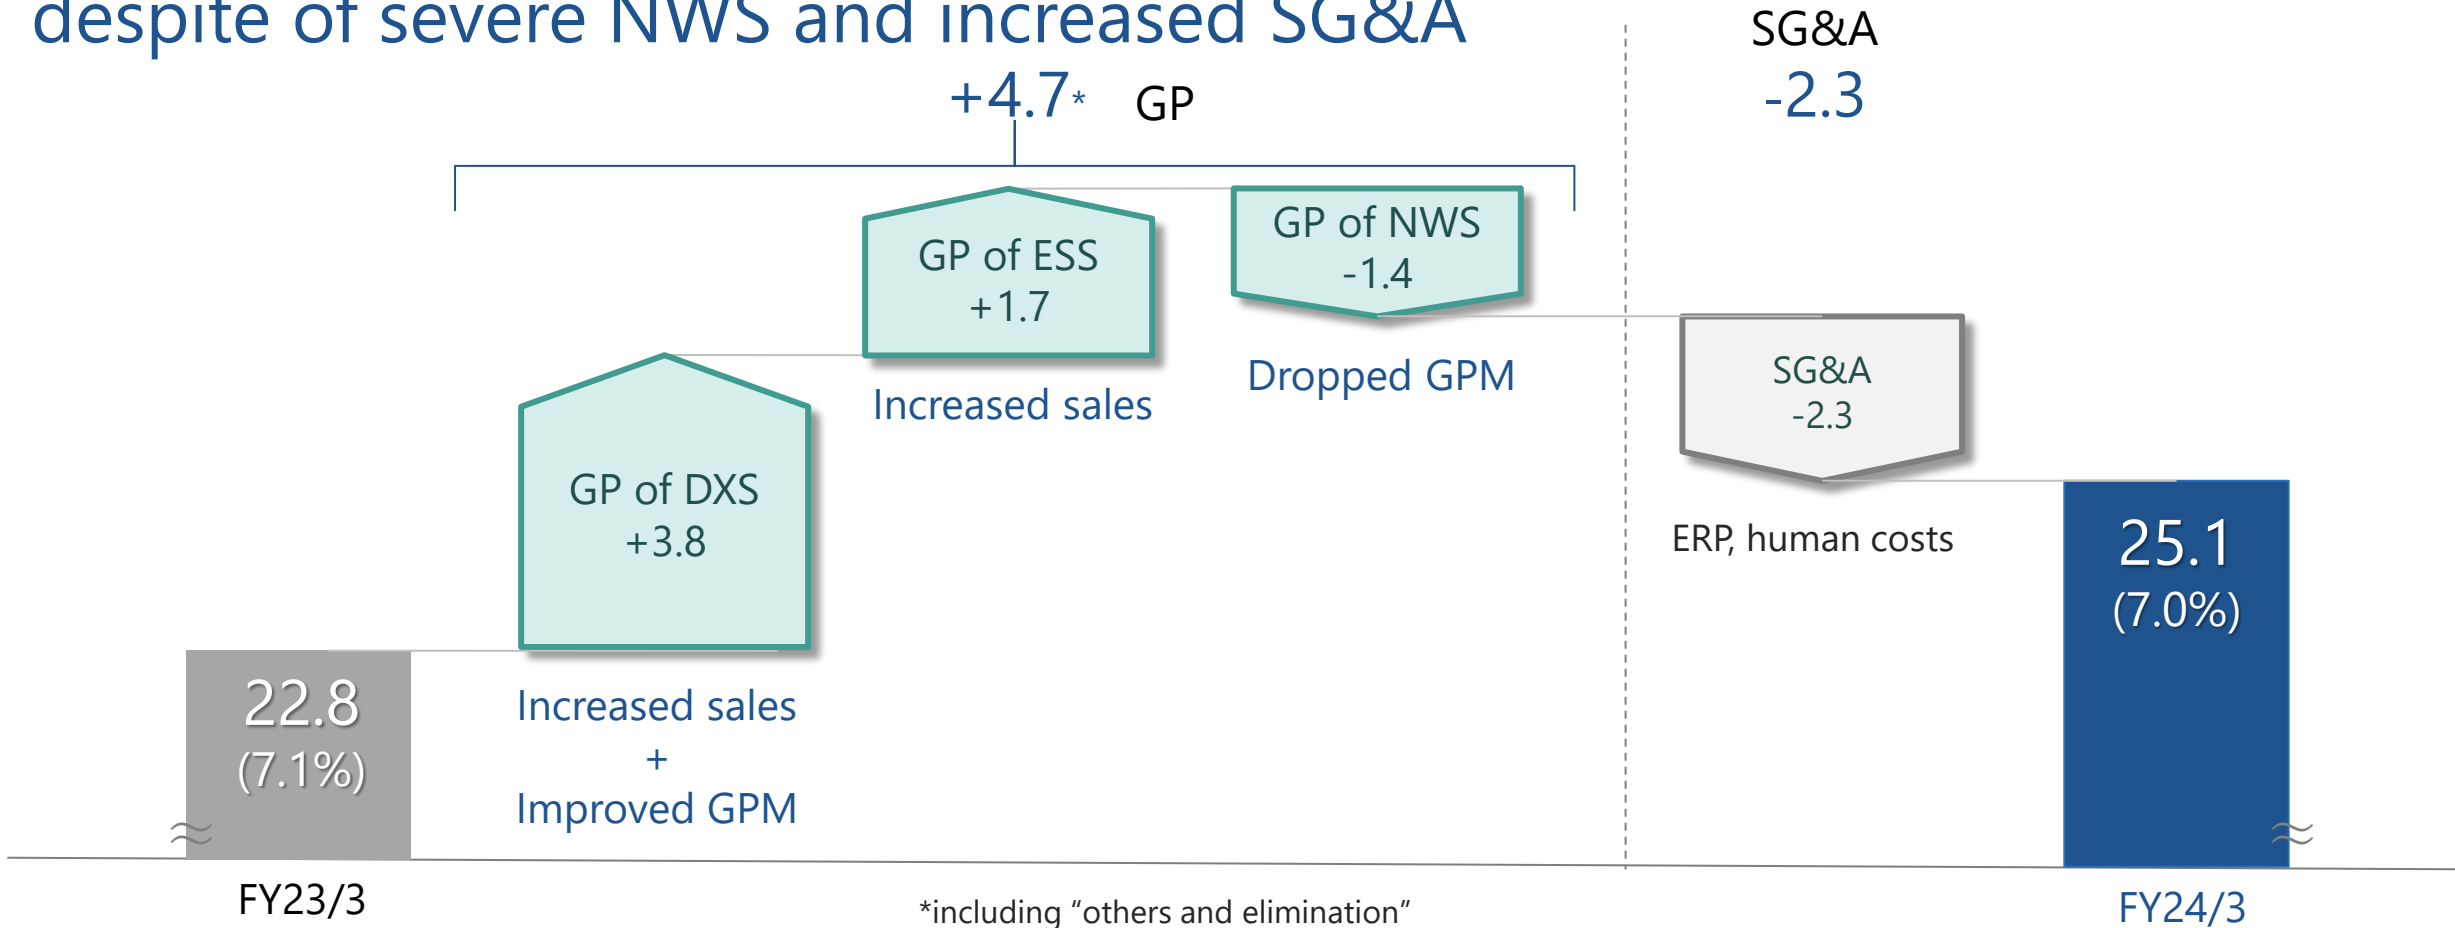 despite of severe NWS and increased SG&A
+4.7* GP
SG&A
-2.3
GP of DXS
+3.8
Increased sales
+
Improved GPM
GP of ESS
+1.7
Increased sales
GP of NWS
-1.4
Dropped GPM
SG&A
-2.3
ERP, human costs
22.8
(7.1%)
FY23/3
25.1
(7.0%)
FY24/3
*including “others and elimination”